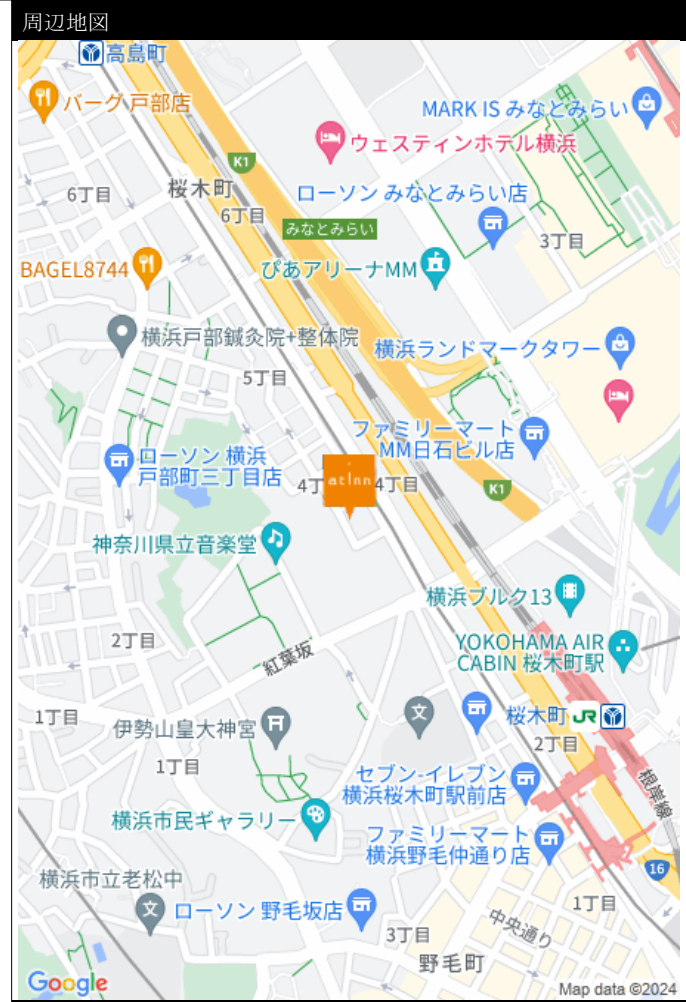 周辺地図
高島町
バーグ 戸部店
MARK IS みなとみらい
ウェスティンホテル横浜
K1
桜木町
6丁目
6丁目
ローソン みなとみらい店
みなとみらい
3丁目
BAGEL8744
ぴあアリーナMM
横浜戸部鍼灸院+整体院
横浜ランドマークタワー
5丁目
ファミリーマート
MM日石ビル店
ローソン 横浜
戸部町三丁目店
4丁
at inn
4丁目
K1
神奈川県立音楽堂
横浜ブルク13
2丁目
紅葉坂
YOKOHAMA AIR
CABIN 桜木町駅
1丁目
伊勢山皇大神宮
文
桜木町
JR
2丁目
1丁目
セブン-イレブン
横浜桜木町駅前店
根岸線
横浜市民ギャラリー
ファミリーマート
横浜野毛仲通り店
16
横浜市立老松中
文
ローソン 野毛坂店
1丁目
中央通り
3丁目
野毛町
Google
Map data ©2024